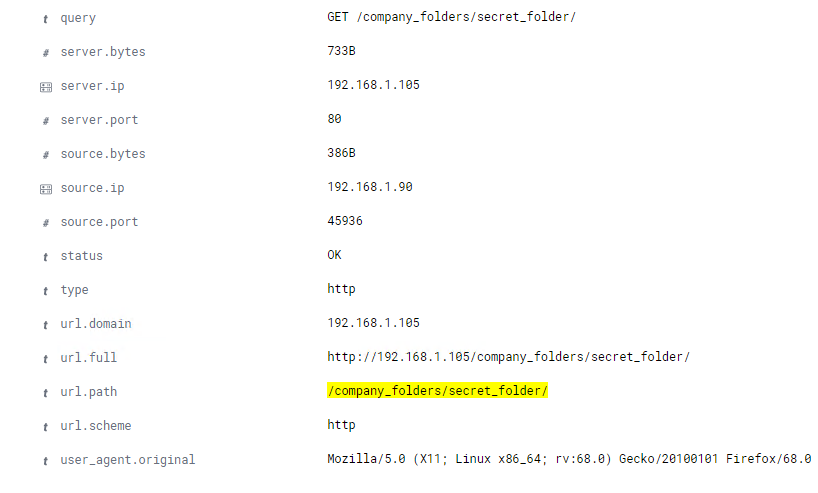 t query GET /company_folders/secret_folder/
# server.bytes 733B
server.ip 192.168.1.105
# server.port 80
# source.bytes 386B
source.ip 192.168.1.90
# source.port 45936
t status OK
t type http
t url.domain 192.168.1.105
t url.full http://192.168.1.105/company_folders/secret_folder/
t url.path /company_folders/secret_folder/
t url.scheme http
t user_agent.original Mozilla/5.0 (X11; Linux x86_64; rv:68.0) Gecko/20100101 Firefox/68.0